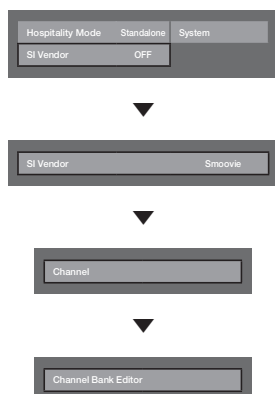 Hospitality Mode Standalone System
SI Vendor OFF
SI Vendor Smoovie
Channel
Channel Bank Editor